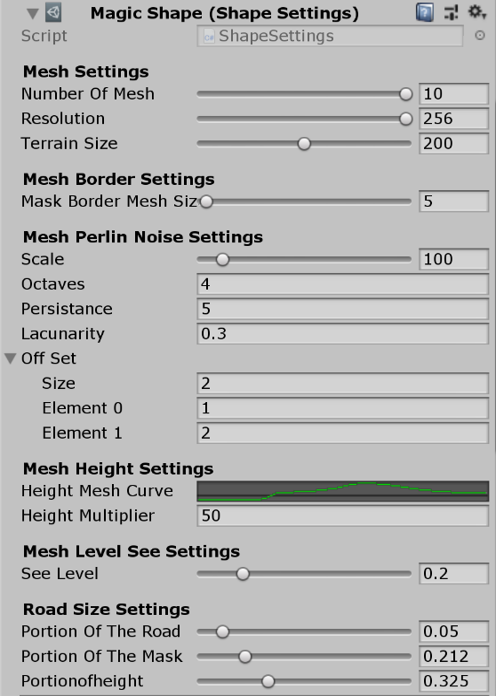 Magic Shape (Shape Settings)
Script ShapeSettings
Mesh Settings
Number Of Mesh 10
Resolution 256
Terrain Size 200
Mesh Border Settings
Mask Border Mesh Siz 5
Mesh Perlin Noise Settings
Scale 100
Octaves 4
Persistance 5
Lacunarity 0.3
Off Set
Size 2
Element 0 1
Element 1 2
Mesh Height Settings
Height Mesh Curve
Height Multiplier 50
Mesh Level See Settings
See Level 0.2
Road Size Settings
Portion Of The Road 0.05
Portion Of The Mask 0.212
Portionofheight 0.325